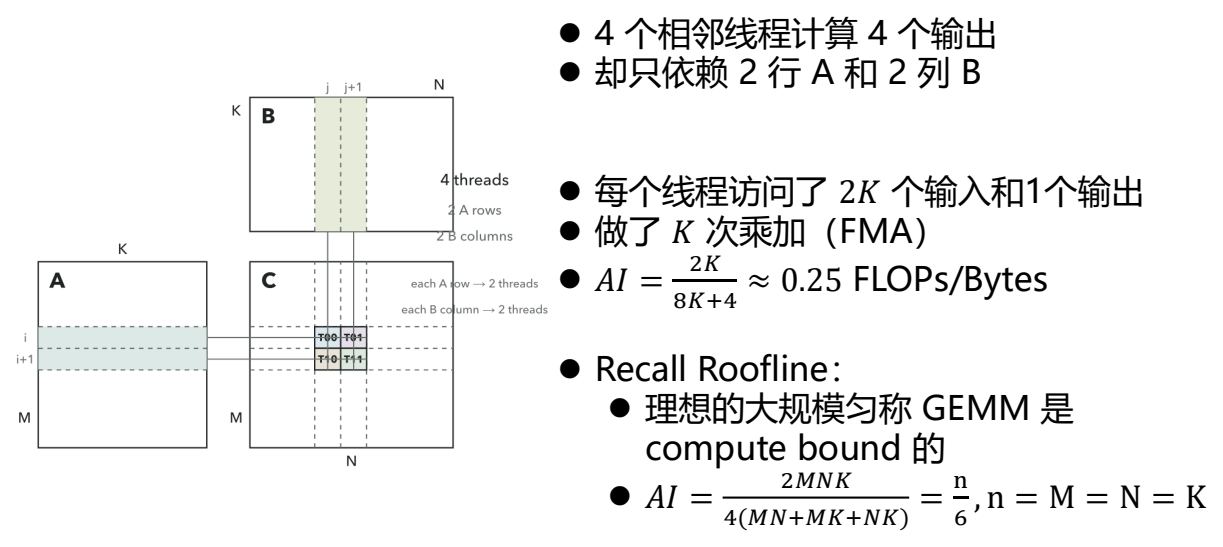 j j+1 N
K B
4 threads
2 A rows
2 B columns
K
A
C
each A row → 2 threads
each B column → 2 threads
i
i+1
T00 T01
T10 T11
M
M
N
● 4 个相邻线程计算 4 个输出
● 却只依赖 2 行 A 和 2 列 B
● 每个线程访问了 2K 个输入和1个输出
● 做了 K 次乘加（FMA）
● AI = 2K/(8K+4) ≈ 0.25 FLOPs/Bytes
● Recall Roofline：
● 理想的大规模匀称 GEMM 是
compute bound 的
● AI = 2MNK/(4(MN+MK+NK)) = n/6, n = M = N = K